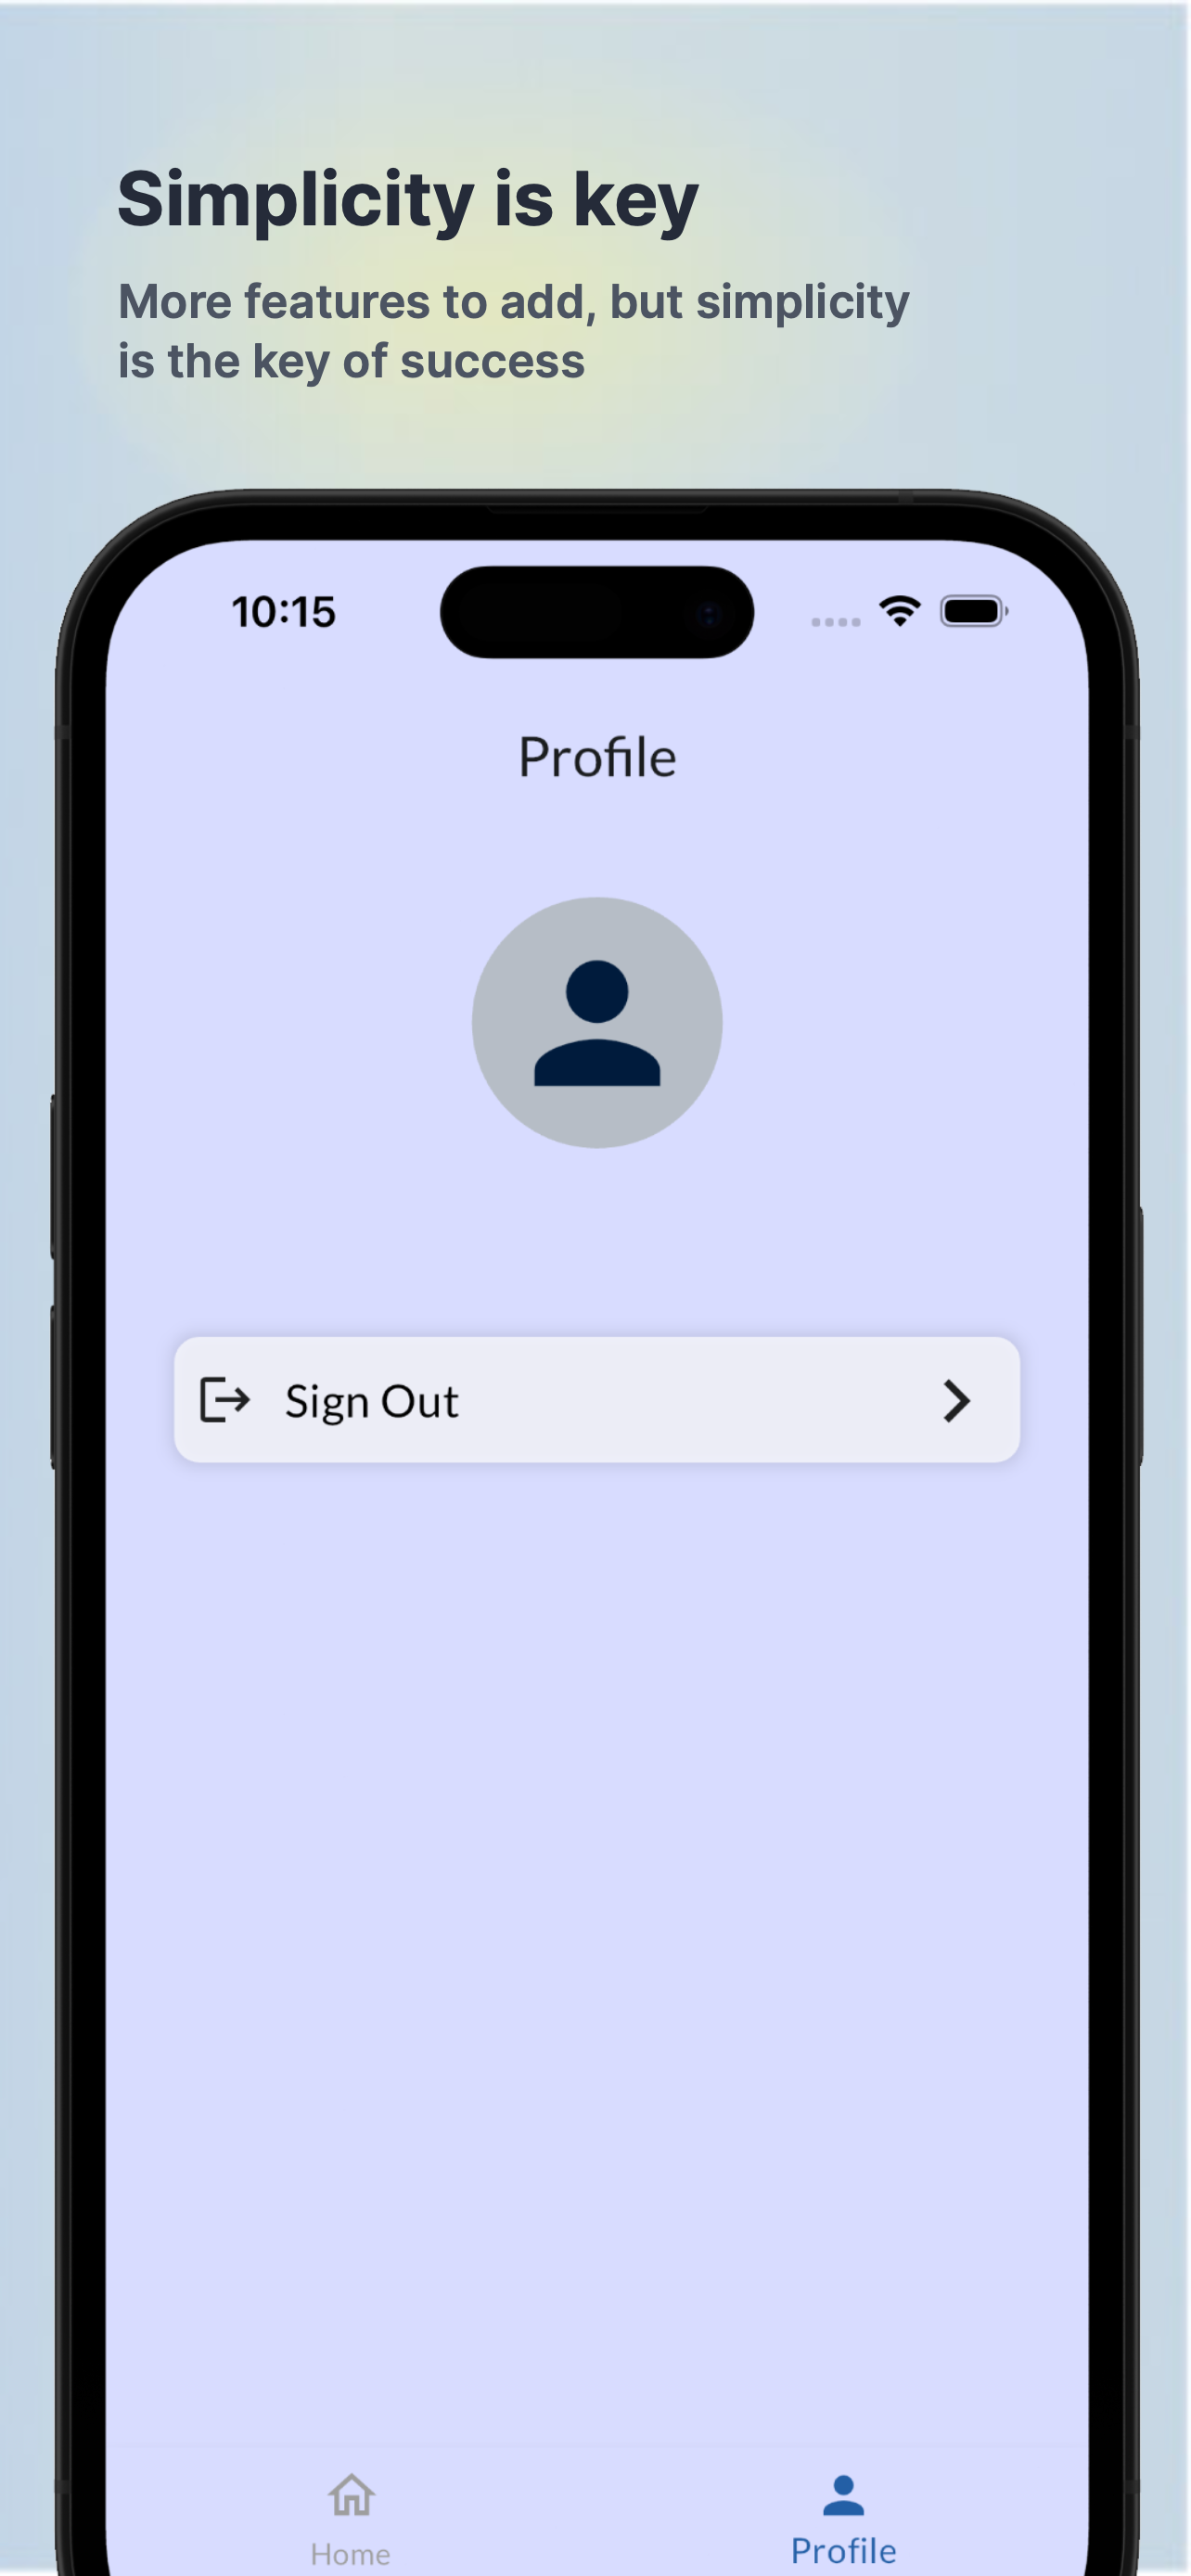 Simplicity is key
More features to add, but simplicity
is the key of success
10:15
Profile
Sign Out
Home
Profile